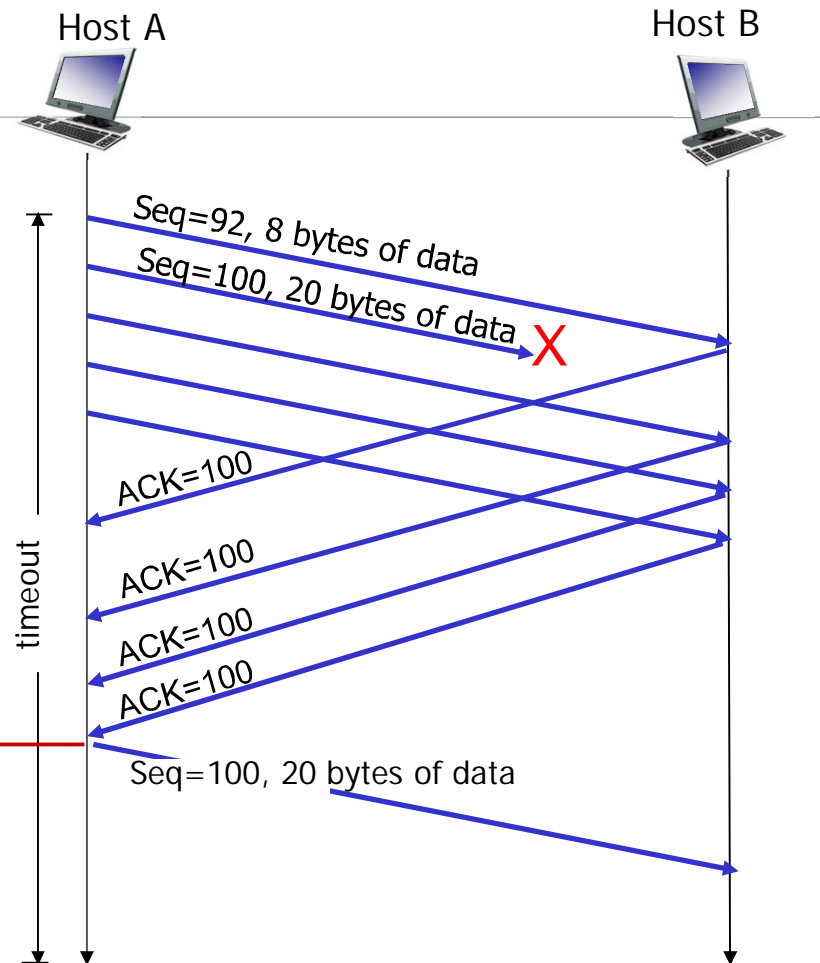 Host A
Host B
Seq=92, 8 bytes of data
Seq=100, 20 bytes of data
X
ACK=100
ACK=100
ACK=100
ACK=100
timeout
Seq=100, 20 bytes of data